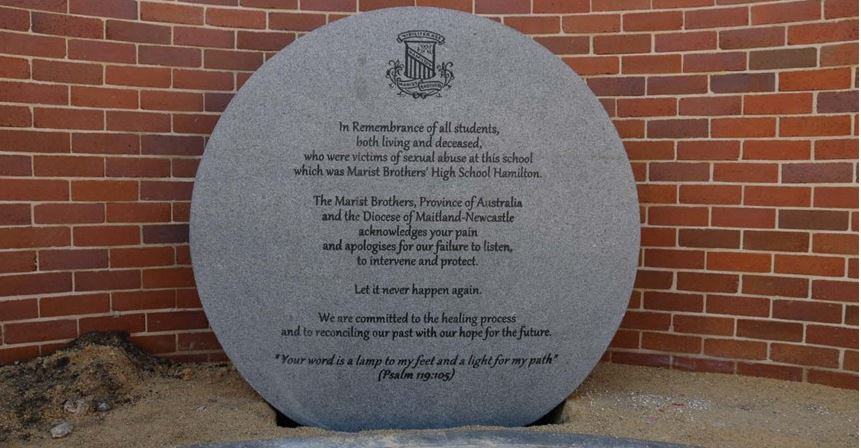 In Remembrance of all students,
both living and deceased,
who were victims of sexual abuse at this school
which was Marist Brothers' High School Hamilton.
The Marist Brothers, Province of Australia
and the Diocese of Maitland-Newcastle
acknowledges your pain
and apologises for our failure to listen,
to intervene and protect.
Let it never happen again.
We are committed to the healing process
and to reconciling our past with our hope for the future.
"Your word is a lamp to my feet and a light for my path"
(Psalm 119:105)